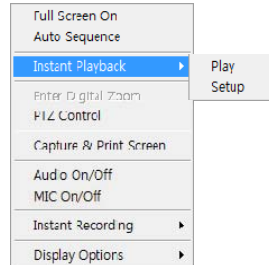 Full Screen On
Auto Sequence
Instant Playback
Play
Setup
Enter Digital Zoom
PTZ Control
Capture & Print Screen
Audio On/Off
MIC On/Off
Instant Recording
Display Options